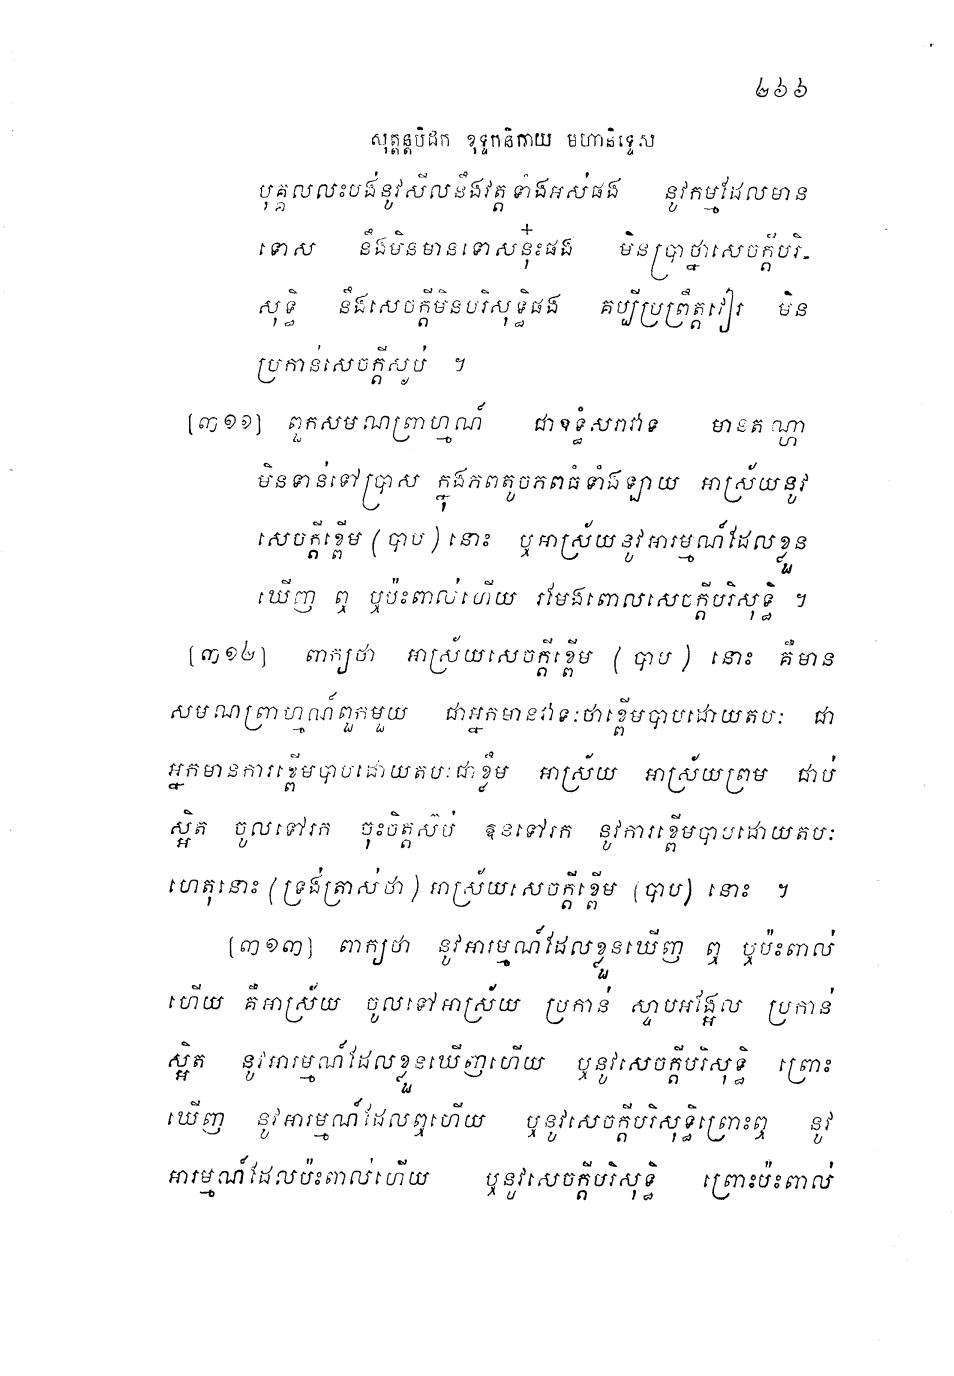 ២៦៦
សុត្តន្តបិដក ខុទ្ទកនិកាយ មហានិទ្ទេស
បុគ្គលលះបង់នូវសីលនឹងវត្តទាំងអស់ផង នូវកម្មដែលមាន
ទោស នឹងមិនមានទោសនុ៎ះផង មិនប្រាថ្នាសេចក្តីបរិ-
សុទ្ធិ នឹងសេចក្តីមិនបរិសុទ្ធិផង គប្បីប្រព្រឹត្តវៀរ មិន
ប្រកាន់សេចក្តីស្ងប់ ។
[៣១១] ពួកសមណព្រាហ្មណ៍ ជាឧទ្ធំសរាវាទ មានតណ្ហា
មិនទាន់ទៅប្រាស ក្នុងភពតូចភពធំទាំងឡាយ អាស្រ័យនូវ
សេចក្តីខ្ពើម (បាប) នោះ ឬអាស្រ័យនូវអារម្មណ៍ដែលខ្លួន
ឃើញ ឮ ឬប៉ះពាល់ហើយ រមែងពោលសេចក្តីបរិសុទ្ធិ ។
[៣១២] ពាក្យថា អាស្រ័យសេចក្តីខ្ពើម (បាប) នោះ គឺមាន
សមណព្រាហ្មណ៍ពួកមួយ ជាអ្នកមានវាទៈថាខ្ពើមបាបដោយតបៈ ជា
អ្នកមានការខ្ពើមបាបដោយតបៈជាខ្លឹម អាស្រ័យ អាស្រ័យព្រម ជាប់
ស្អិត ចូលទៅរក ចុះចិត្តស៊ប់ ឱនទៅរក នូវការខ្ពើមបាបដោយតបៈ
ហេតុនោះ (ទ្រង់ត្រាស់ថា) អាស្រ័យសេចក្តីខ្ពើម (បាប) នោះ ។
[៣១៣] ពាក្យថា នូវអារម្មណ៍ដែលខ្លួនឃើញ ឮ ឬប៉ះពាល់
ហើយ គឺអាស្រ័យ ចូលទៅអាស្រ័យ ប្រកាន់ ស្ទាបអង្អែល ប្រកាន់
ស្អិត នូវអារម្មណ៍ដែលខ្លួនឃើញហើយ ឬនូវសេចក្តីបរិសុទ្ធិ ព្រោះ
ឃើញ នូវអារម្មណ៍ដែលឮហើយ ឬនូវសេចក្តីបរិសុទ្ធិព្រោះឮ នូវ
អារម្មណ៍ដែលប៉ះពាល់ហើយ ឬនូវសេចក្តីបរិសុទ្ធិ ព្រោះប៉ះពាល់